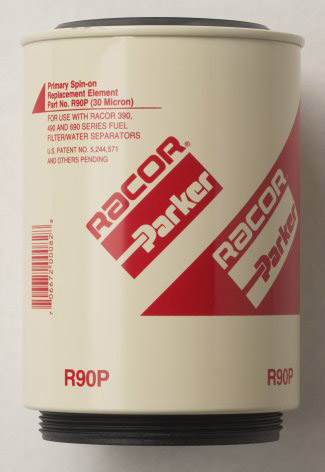 Primary Spin-on
Replacement Element
Part No. R90P (30 Micron)
FOR USE WITH RACOR 390,
490 AND 690 SERIES FUEL
FILTER/WATER SEPARATORS
U.S. PATENT NO. 5,244,571
AND OTHERS PENDING
RACOR®
Parker
RACOR
Parker
R90P
R90P